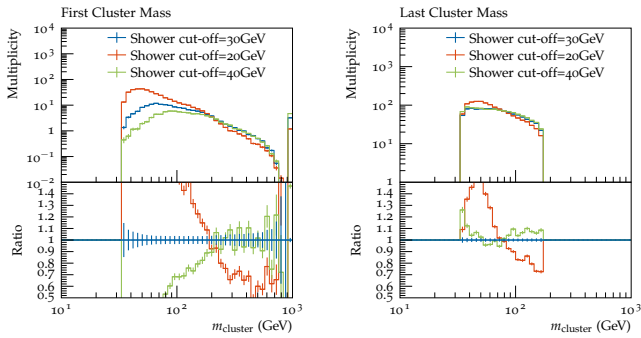 First Cluster Mass
Multiplicity
10^4
10^3
10^2
10^1
1
10^-1
10^-2
Shower cut-off=30GeV
Shower cut-off=20GeV
Shower cut-off=40GeV
Ratio
1.4
1.3
1.2
1.1
1
0.9
0.8
0.7
0.6
0.5
10^1
10^2
10^3
m_cluster (GeV)
Last Cluster Mass
Multiplicity
10^4
10^3
10^2
10^1
1
Shower cut-off=30GeV
Shower cut-off=20GeV
Shower cut-off=40GeV
Ratio
1.4
1.3
1.2
1.1
1
0.9
0.8
0.7
0.6
0.5
10^1
10^2
10^3
m_cluster (GeV)